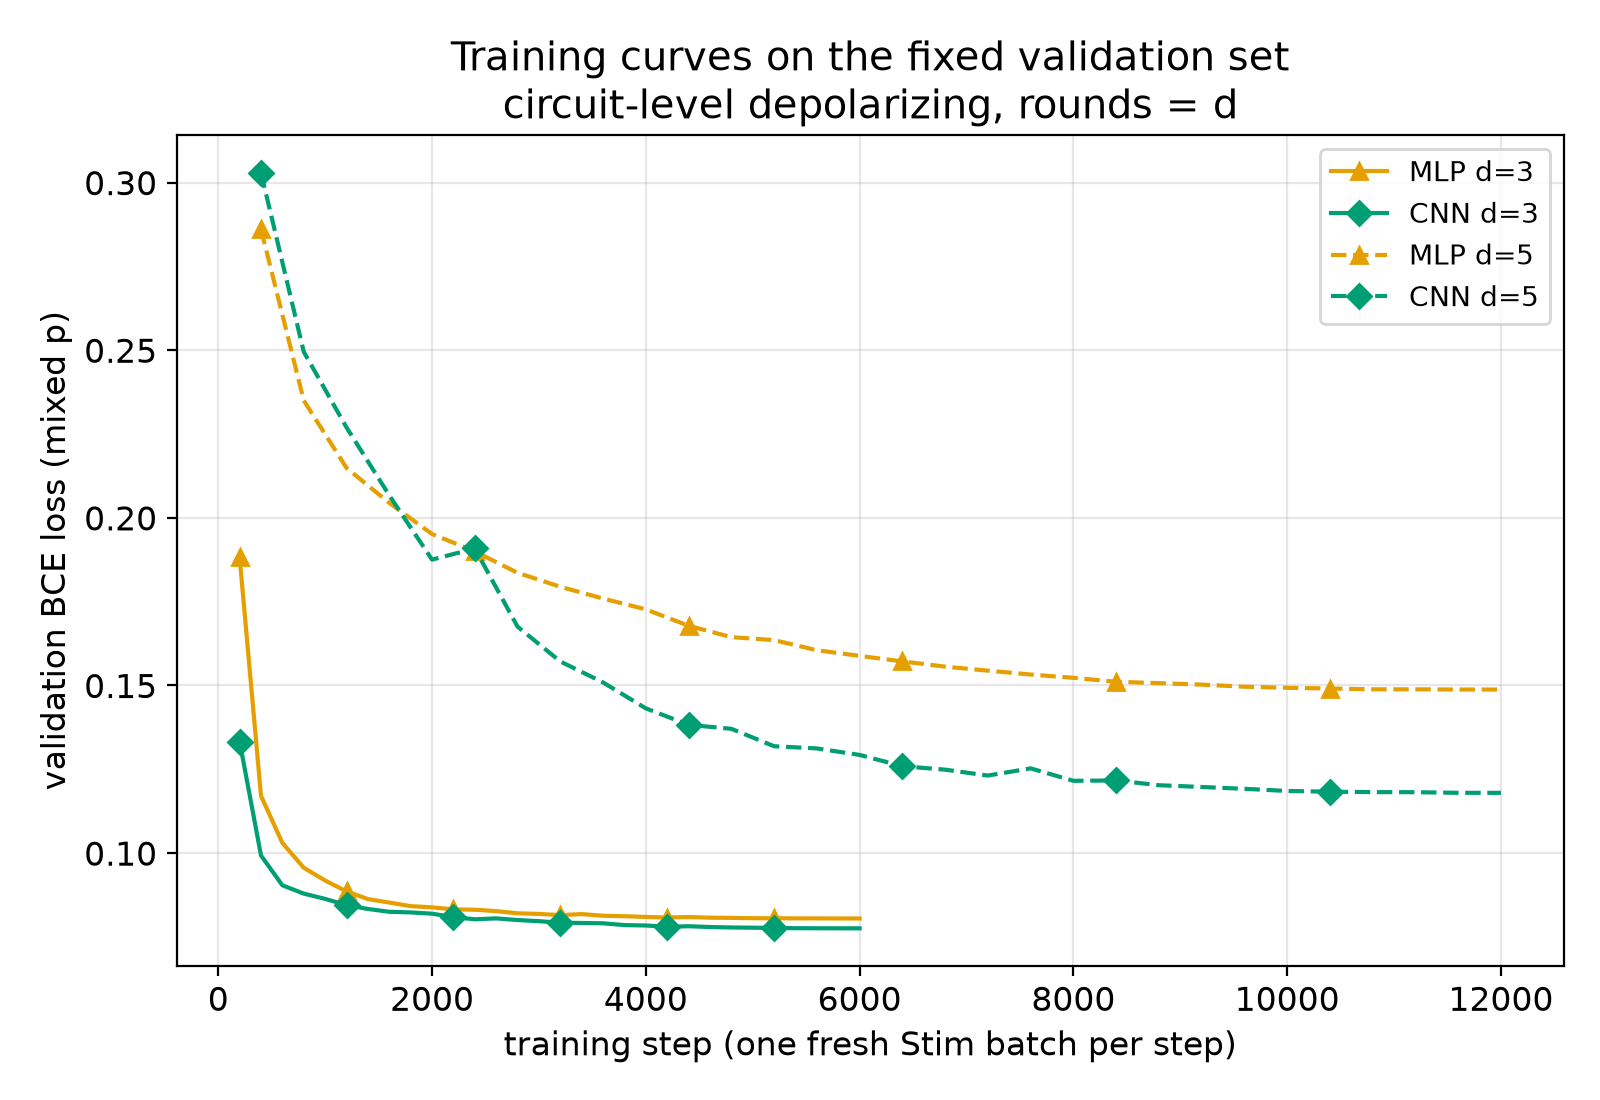 Training curves on the fixed validation set
circuit-level depolarizing, rounds = d
validation BCE loss (mixed p)
0.30
0.25
0.20
0.15
0.10
MLP d=3
CNN d=3
MLP d=5
CNN d=5
0 2000 4000 6000 8000 10000 12000
training step (one fresh Stim batch per step)